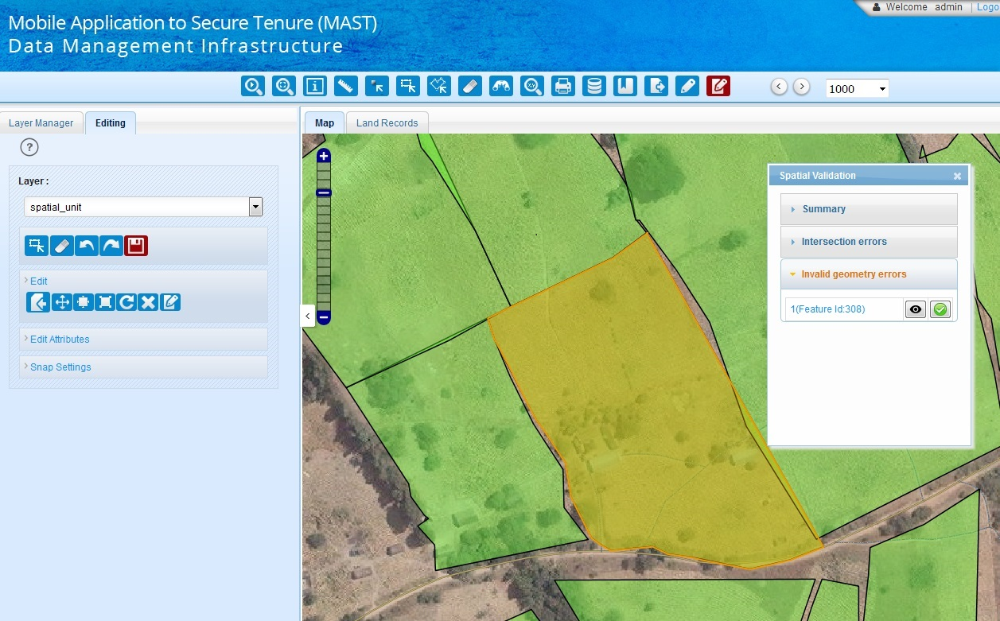 Welcome admin | Logo
Mobile Application to Secure Tenure (MAST)
Data Management Infrastructure
1000
Layer Manager
Editing
Map
Land Records
?
Layer :
spatial_unit
Edit
Edit Attributes
Snap Settings
Spatial Validation
Summary
Intersection errors
Invalid geometry errors
1(Feature Id:308)